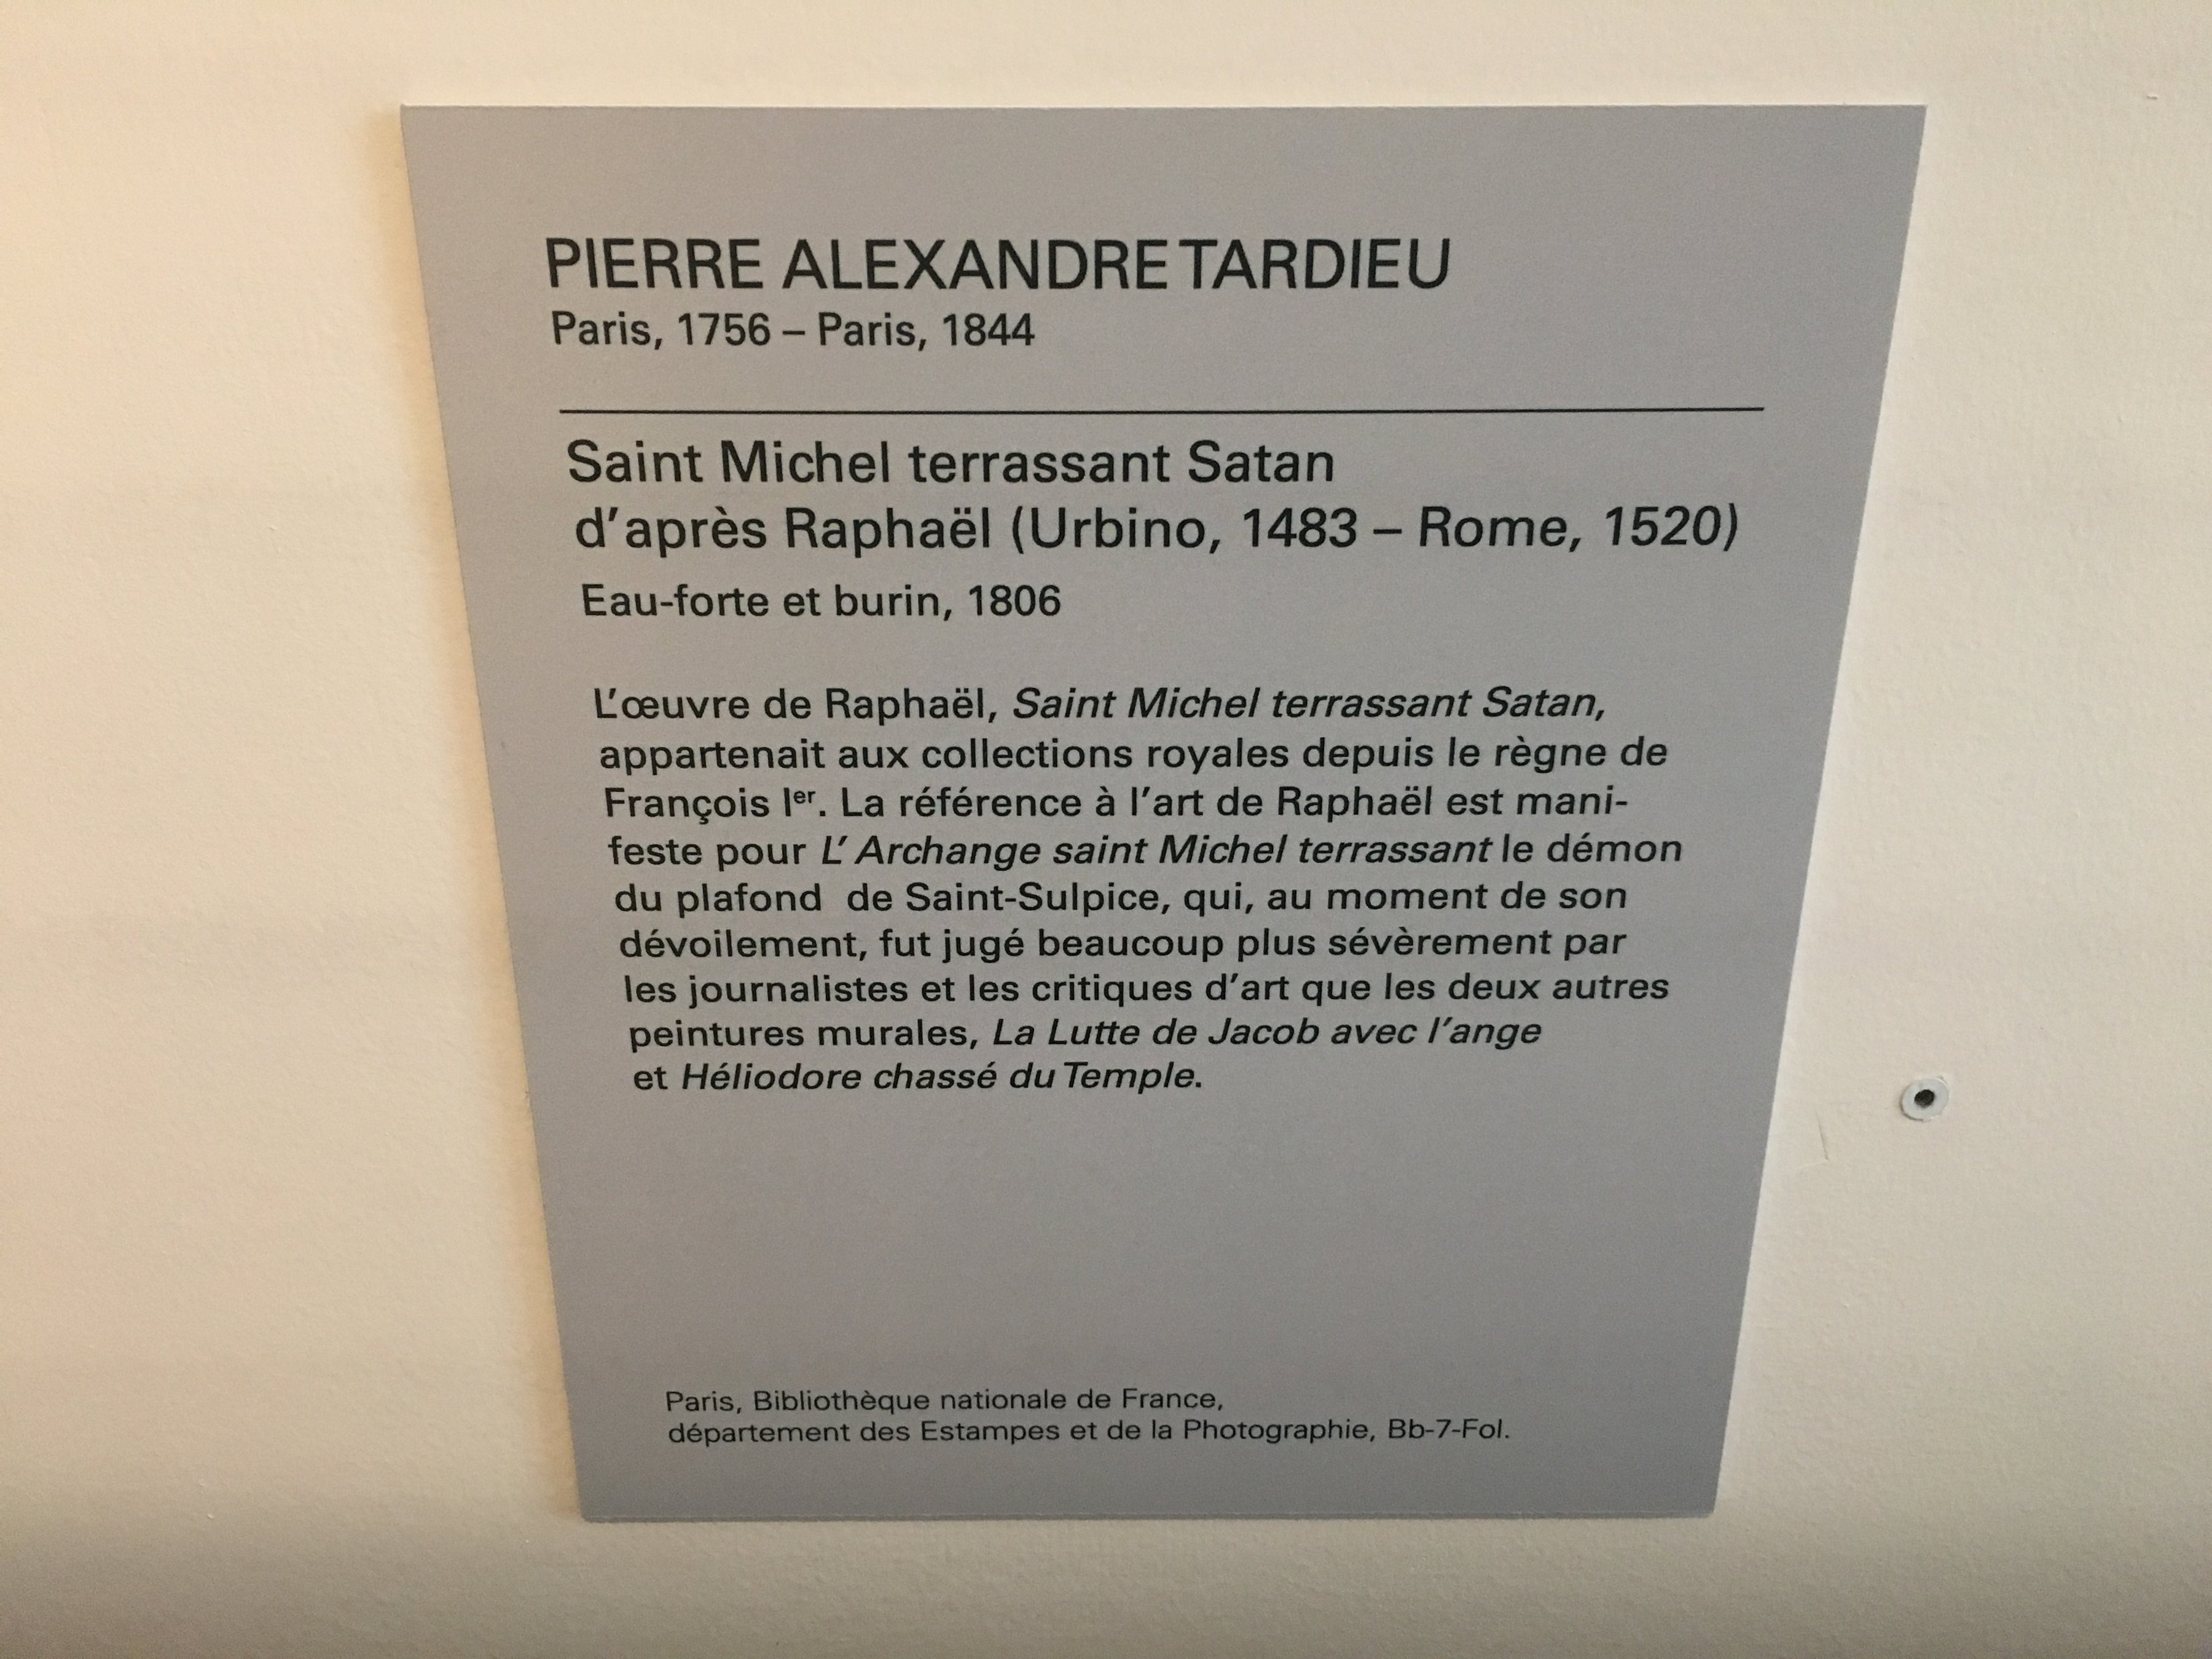 PIERRE ALEXANDRE TARDIEU
Paris, 1756 – Paris, 1844
Saint Michel terrassant Satan
d’après Raphaël (Urbino, 1483 – Rome, 1520)
Eau-forte et burin, 1806
L’œuvre de Raphaël, Saint Michel terrassant Satan,
appartenait aux collections royales depuis le règne de
François Ier. La référence à l’art de Raphaël est mani-
feste pour L’ Archange saint Michel terrassant le démon
du plafond  de Saint-Sulpice, qui, au moment de son
dévoilement, fut jugé beaucoup plus sévèrement par
les journalistes et les critiques d’art que les deux autres
peintures murales, La Lutte de Jacob avec l’ange
et Héliodore chassé du Temple.
Paris, Bibliothèque nationale de France,
département des Estampes et de la Photographie, Bb-7-Fol.